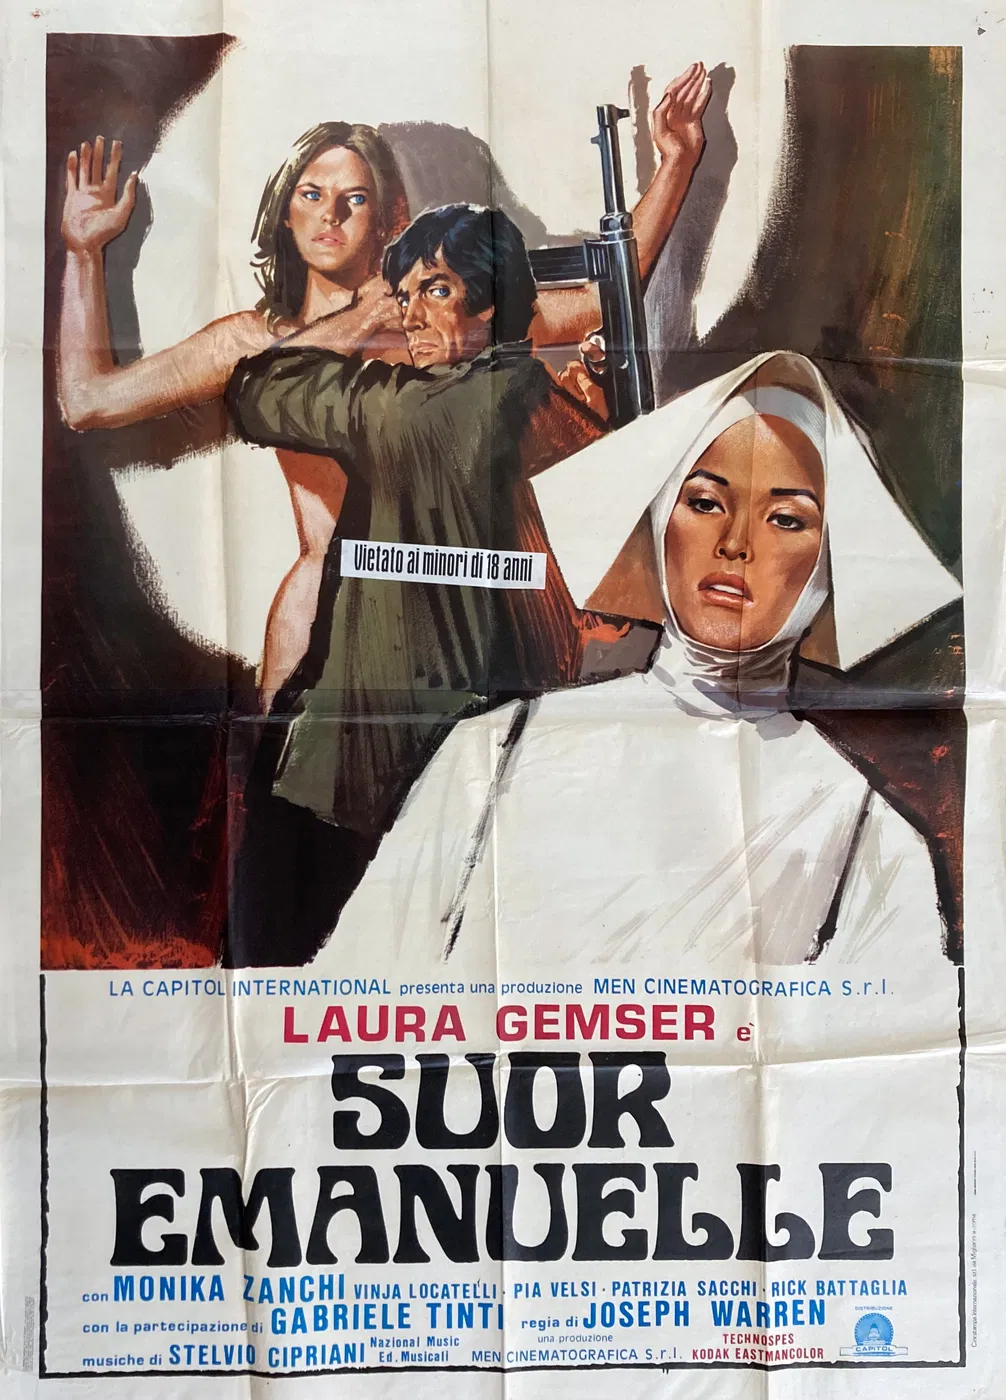 Vietato ai minori di 18 anni
LA CAPITOL INTERNATIONAL presenta una produzione MEN CINEMATOGRAFICA S.r.l.
LAURA GEMSER è
SUOR
EMANUELLE
con MONIKA ZANCHI VINJA LOCATELLI · PIA VELSI · PATRIZIA SACCHI · RICK BATTAGLIA
con la partecipazione di GABRIELE TINTI regia di JOSEPH WARREN
musiche di STELVIO CIPRIANI Nazional Music Ed. Musicali
una produzione
MEN CINEMATOGRAFICA S.r.l.
TECHNOSPES
KODAK EASTMANCOLOR
DISTRIBUZIONE
CAPITOL